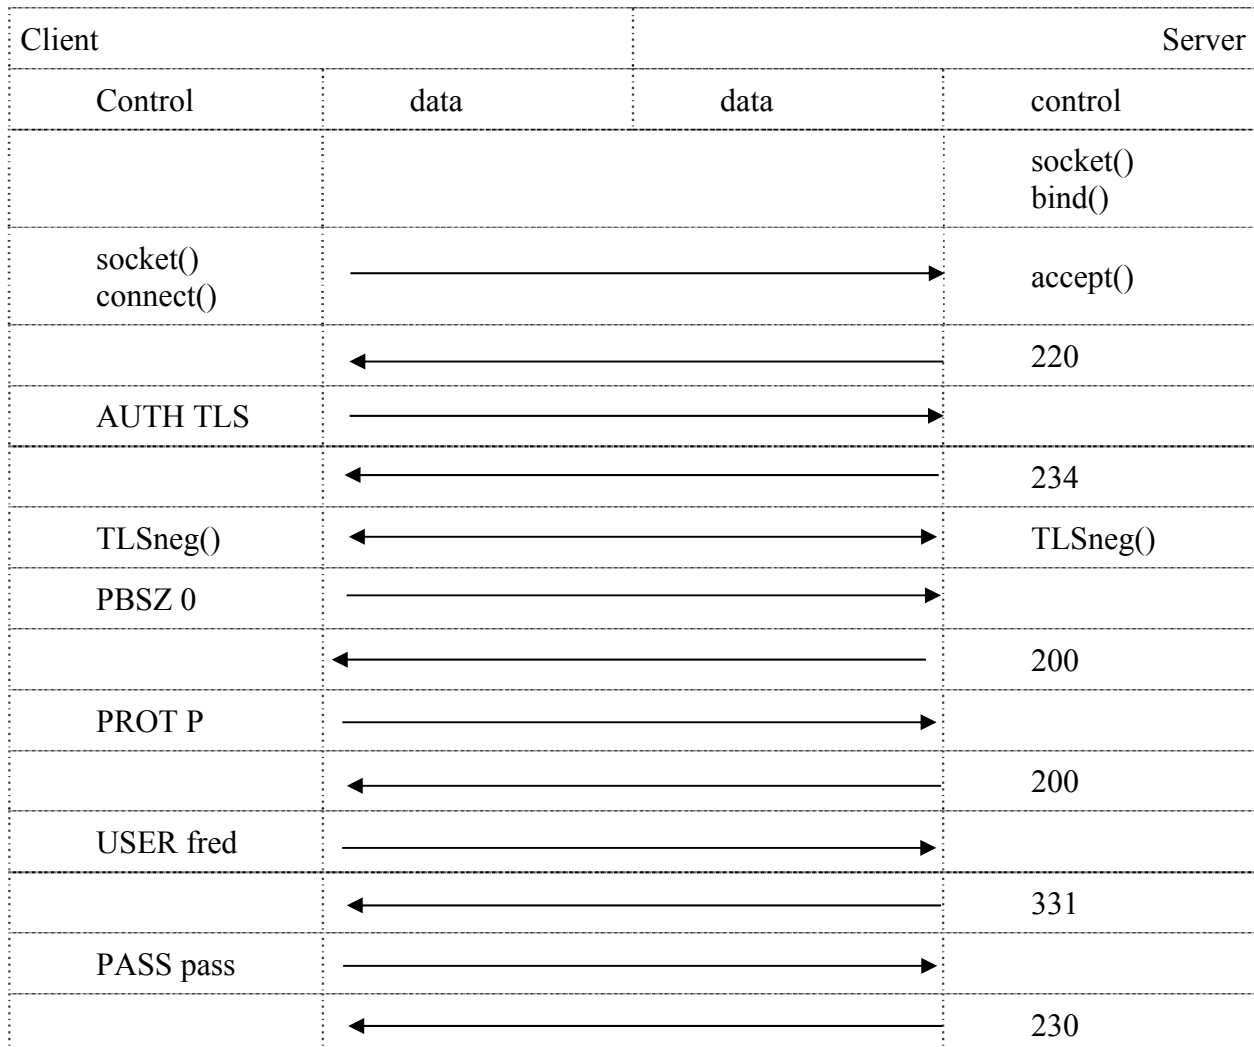 Client Server
Control data data control
socket()
bind()
socket()
connect()
accept()
220
AUTH TLS
234
TLSneg() TLSneg()
PBSZ 0
200
PROT P
200
USER fred
331
PASS pass
230